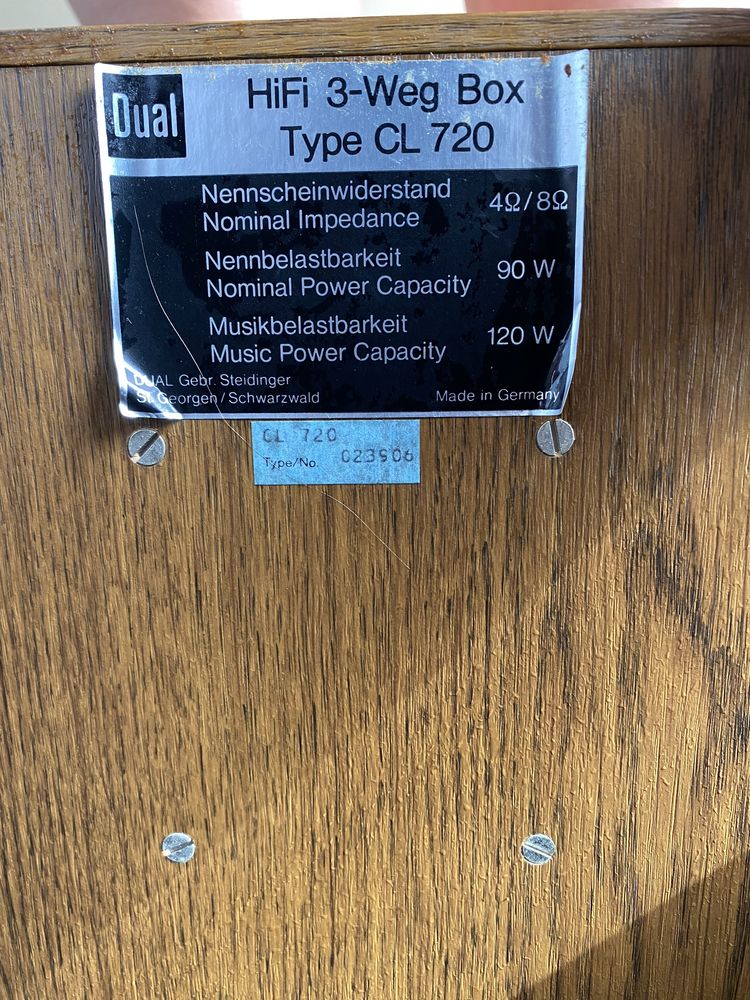 Dual
HiFi 3-Weg Box
Type CL 720
Nennscheinwiderstand
Nominal Impedance
4Ω/8Ω
Nennbelastbarkeit
Nominal Power Capacity
90 W
Musikbelastbarkeit
Music Power Capacity
120 W
DUAL Gebr. Steidinger
St. Georgen/Schwarzwald
Made in Germany
CL 720
Type/No. 023906